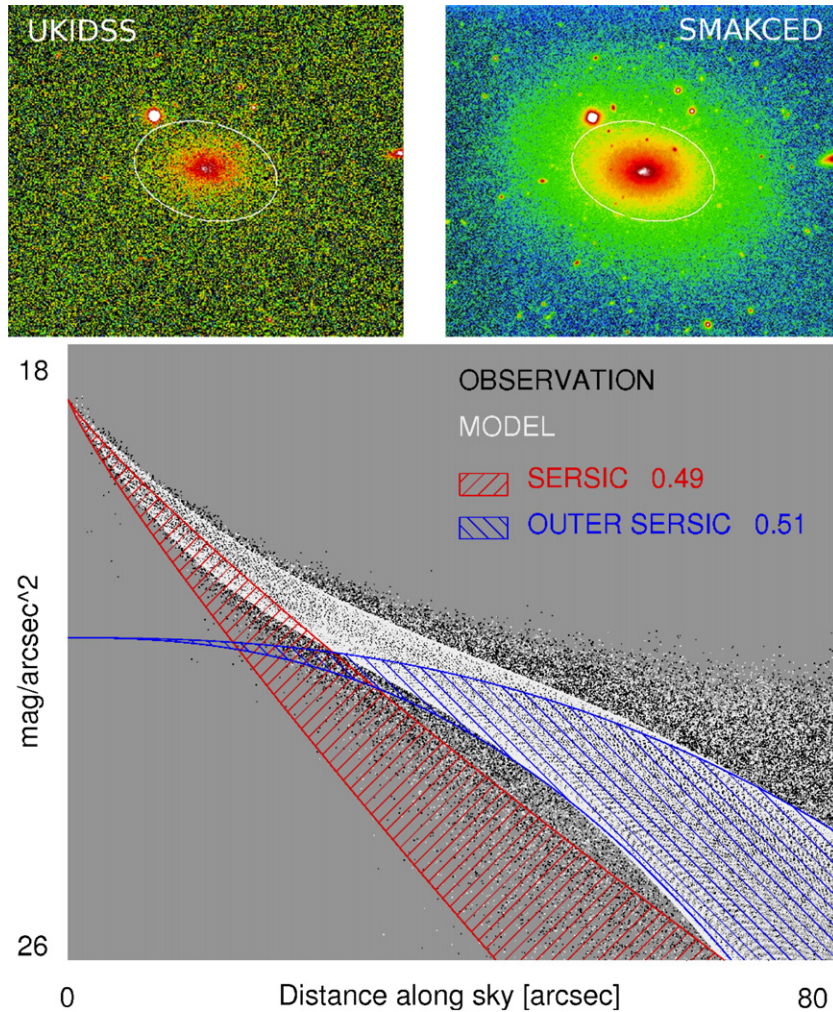 UKIDSS
SMAKCED
18
OBSERVATION
MODEL
SERSIC 0.49
OUTER SERSIC 0.51
mag/arcsec^2
26
0
Distance along sky [arcsec]
80